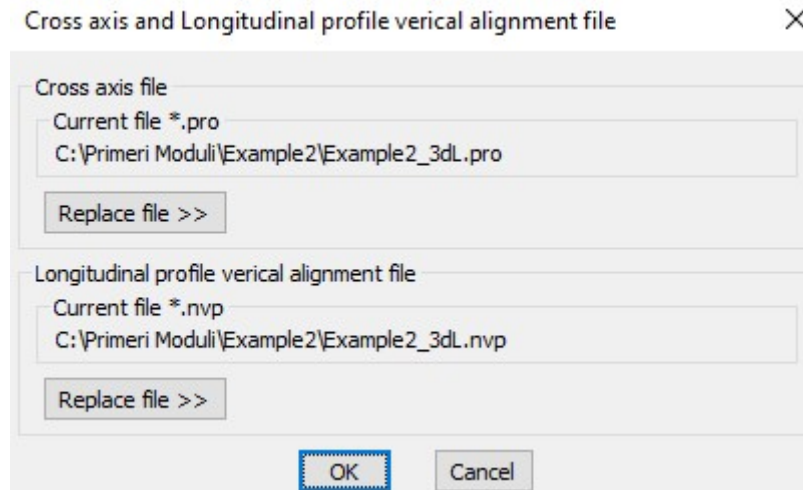 Cross axis and Longitudinal profile verical alignment file
Cross axis file
Current file *.pro
C:\Primeri Moduli\Example2\Example2_3dL.pro
Replace file >>
Longitudinal profile verical alignment file
Current file *.nvp
C:\Primeri Moduli\Example2\Example2_3dL.nvp
Replace file >>
OK Cancel